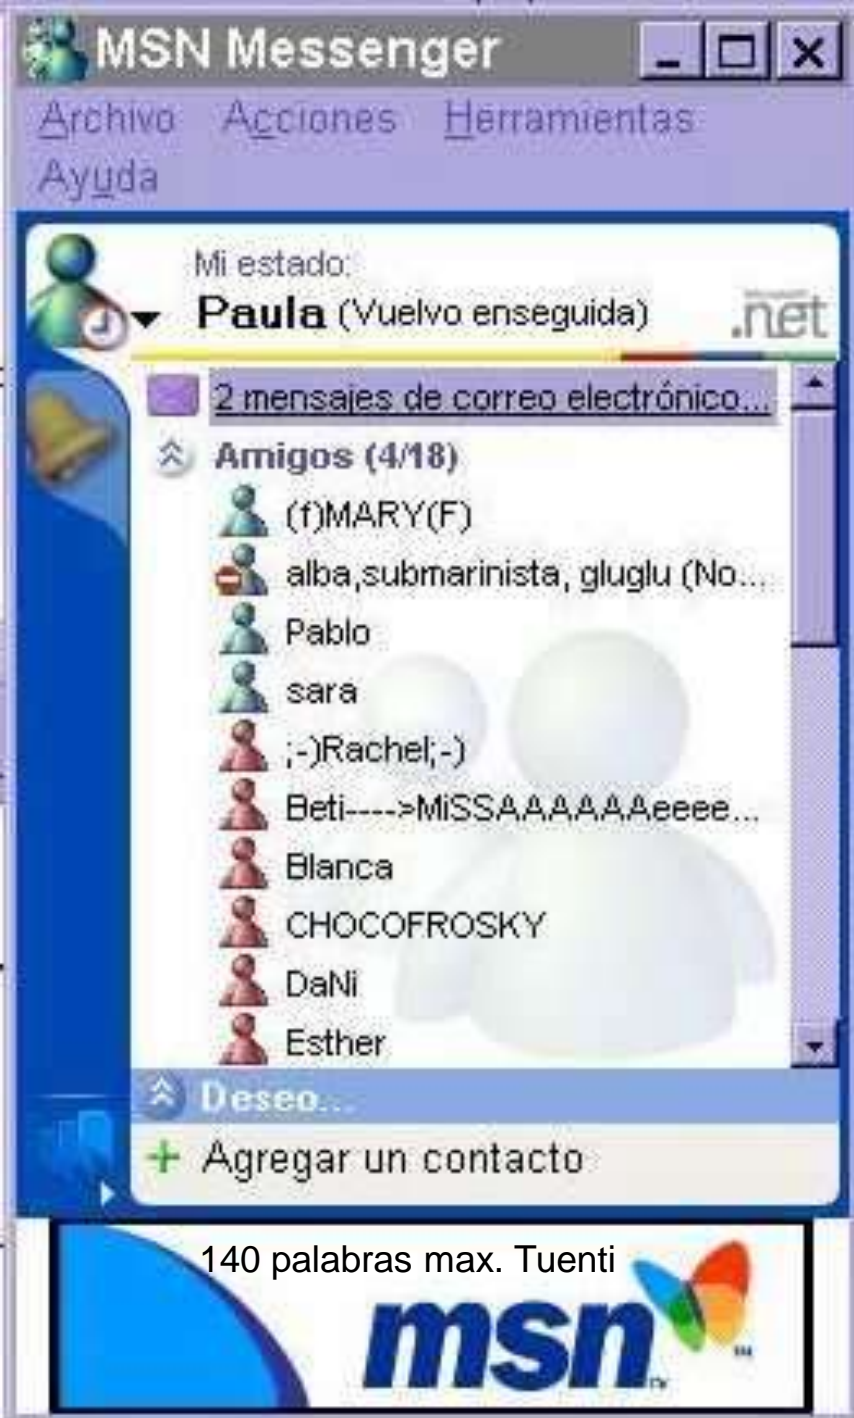 MSN Messenger
Archivo Acciones Herramientas
Ayuda
Mi estado:
Paula (Vuelvo enseguida)
.net
2 mensajes de correo electrónico...
Amigos (4/18)
(f)MARY(F)
alba,submarinista, gluglu (No...
Pablo
sara
;-)Rachel;-)
Beti---->MiSSAAAAAAeeee...
Blanca
CHOCOFROSKY
DaNi
Esther
Deseo...
Agregar un contacto
140 palabras max. Tuenti
msn